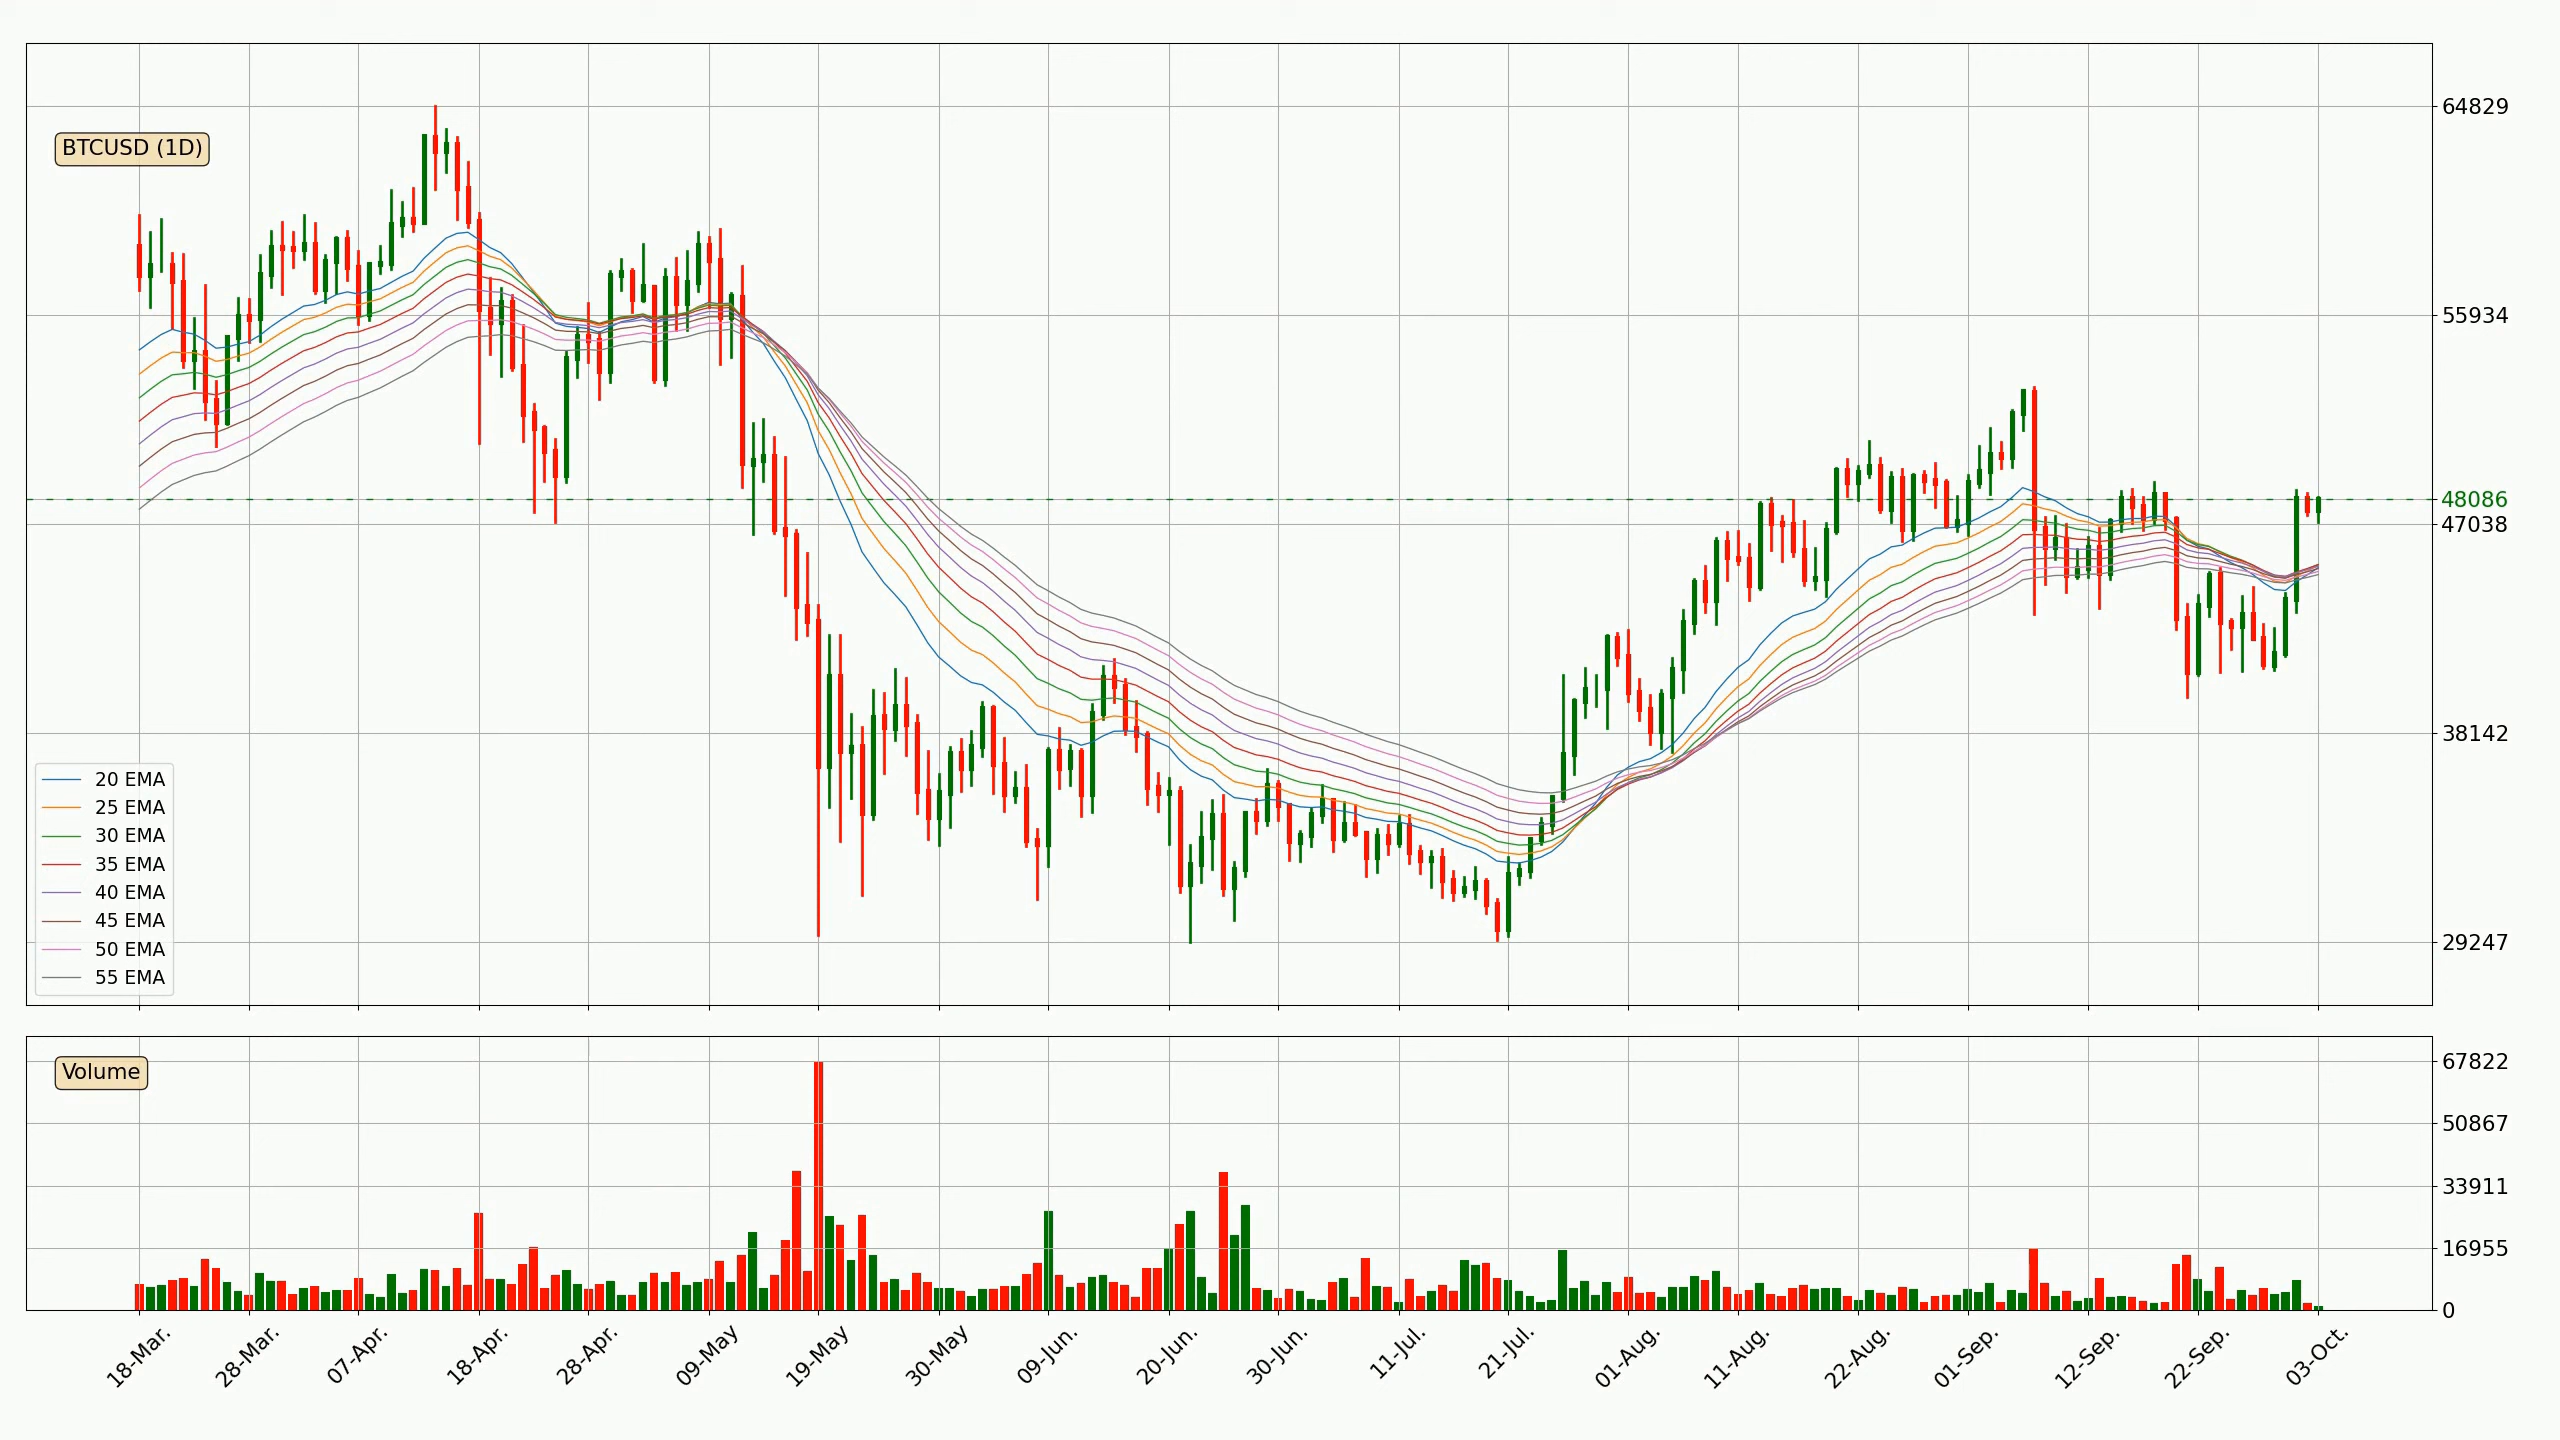 BTCUSD (1D)
64829
55934
48086
47038
38142
29247
20 EMA
25 EMA
30 EMA
35 EMA
40 EMA
45 EMA
50 EMA
55 EMA
Volume
67822
50867
33911
16955
0
18-Mar.
28-Mar.
07-Apr.
18-Apr.
28-Apr.
09-May
19-May
30-May
09-Jun.
20-Jun.
30-Jun.
11-Jul.
21-Jul.
01-Aug.
11-Aug.
22-Aug.
01-Sep.
12-Sep.
22-Sep.
03-Oct.